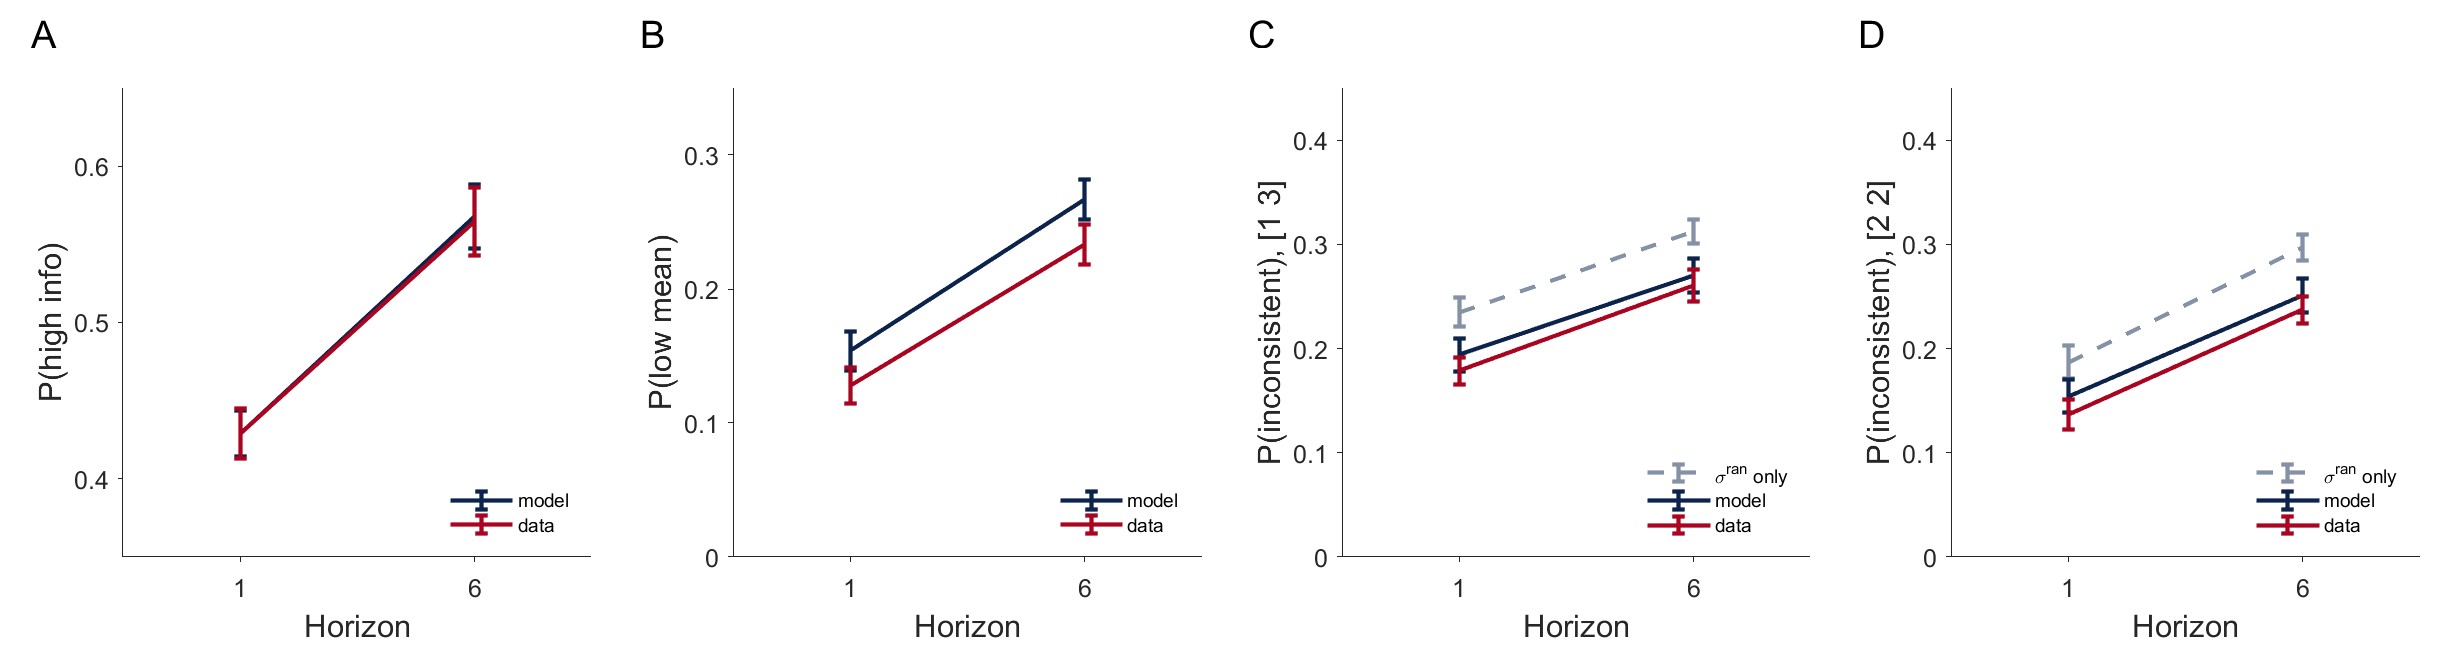 A
P(high info)
0.6
0.5
0.4
1
6
Horizon
model
data
B
P(low mean)
0.3
0.2
0.1
0
1
6
Horizon
model
data
C
P(inconsistent), [1 3]
0.4
0.3
0.2
0.1
0
1
6
Horizon
σ^ran only
model
data
D
P(inconsistent), [2 2]
0.4
0.3
0.2
0.1
0
1
6
Horizon
σ^ran only
model
data